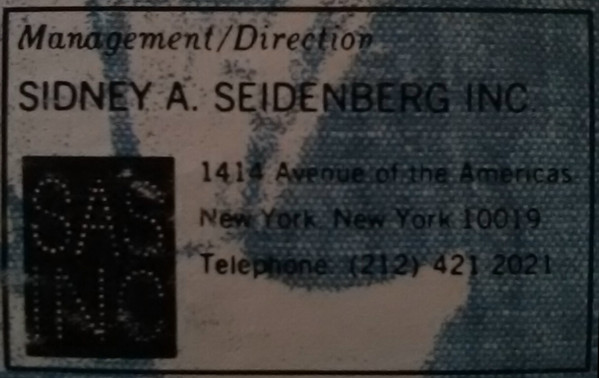 Management/Direction
SIDNEY A. SEIDENBERG INC.
SAS
INC
1414 Avenue of the Americas
New York, New York 10019
Telephone: (212) 421 2021